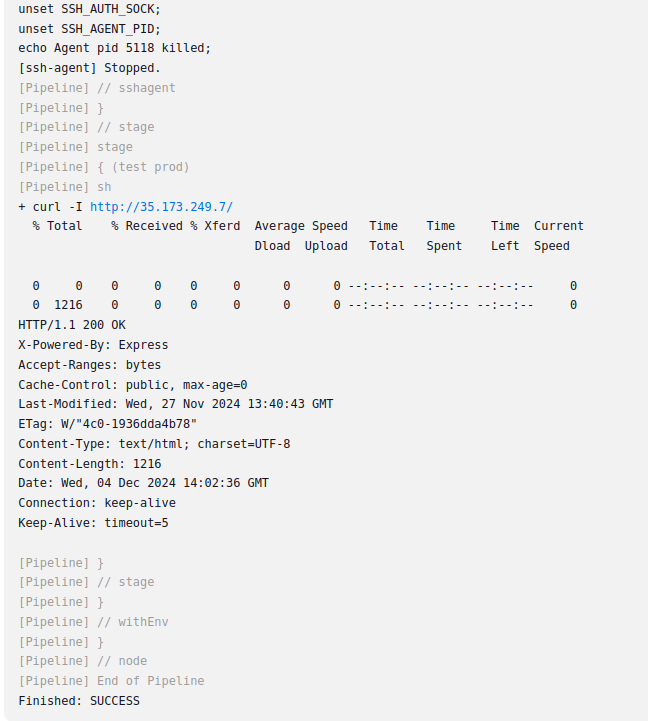 unset SSH_AUTH_SOCK;
unset SSH_AGENT_PID;
echo Agent pid 5118 killed;
[ssh-agent] Stopped.
[Pipeline] // sshagent
[Pipeline] }
[Pipeline] // stage
[Pipeline] stage
[Pipeline] { (test prod)
[Pipeline] sh
+ curl -I http://35.173.249.7/
  % Total    % Received % Xferd  Average Speed   Time    Time     Time  Current
                                 Dload  Upload   Total   Spent    Left  Speed

  0     0    0     0    0     0      0      0 --:--:-- --:--:-- --:--:--     0
  0  1216    0     0    0     0      0      0 --:--:-- --:--:-- --:--:--     0
HTTP/1.1 200 OK
X-Powered-By: Express
Accept-Ranges: bytes
Cache-Control: public, max-age=0
Last-Modified: Wed, 27 Nov 2024 13:40:43 GMT
ETag: W/"4c0-1936dda4b78"
Content-Type: text/html; charset=UTF-8
Content-Length: 1216
Date: Wed, 04 Dec 2024 14:02:36 GMT
Connection: keep-alive
Keep-Alive: timeout=5

[Pipeline] }
[Pipeline] // stage
[Pipeline] }
[Pipeline] // withEnv
[Pipeline] }
[Pipeline] // node
[Pipeline] End of Pipeline
Finished: SUCCESS